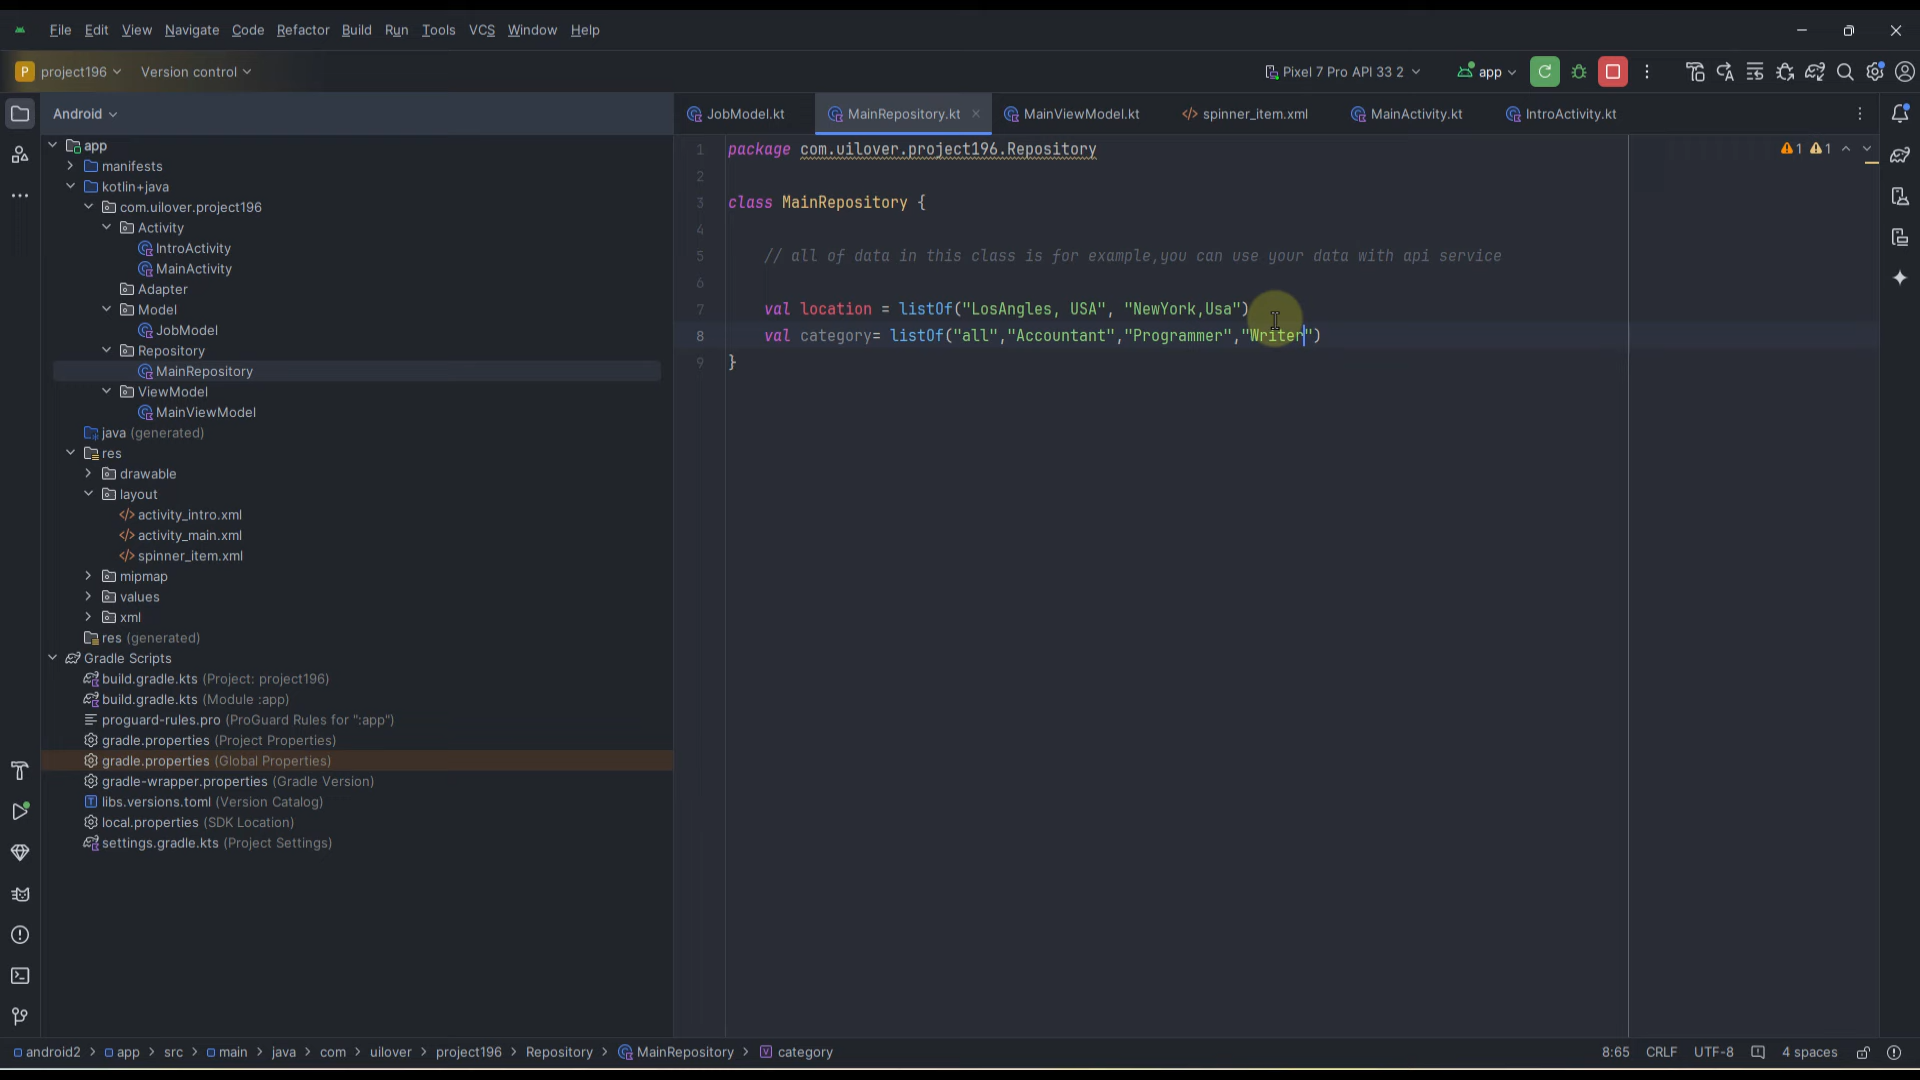 File Edit View Navigate Code Refactor Build Run Tools VCS Window Help
P project196 Version control Pixel 7 Pro API 33 2 app
Android
JobModel.kt MainRepository.kt MainViewModel.kt spinner_item.xml MainActivity.kt IntroActivity.kt
app
manifests
kotlin+java
com.uilover.project196
Activity
IntroActivity
MainActivity
Adapter
Model
JobModel
Repository
MainRepository
ViewModel
MainViewModel
java (generated)
res
drawable
layout
activity_intro.xml
activity_main.xml
spinner_item.xml
mipmap
values
xml
res (generated)
Gradle Scripts
build.gradle.kts (Project: project196)
build.gradle.kts (Module :app)
proguard-rules.pro (ProGuard Rules for ":app")
gradle.properties (Project Properties)
gradle.properties (Global Properties)
gradle-wrapper.properties (Gradle Version)
libs.versions.toml (Version Catalog)
local.properties (SDK Location)
settings.gradle.kts (Project Settings)
1 package com.uilover.project196.Repository 1 1
2
3 class MainRepository {
4
5 // all of data in this class is for example,you can use your data with api service
6
7 val location = listOf("LosAngles, USA", "NewYork,Usa")
8 val category= listOf("all","Accountant","Programmer","Writer")
9 }
android2 > app > src > main > java > com > uilover > project196 > Repository > MainRepository > category 8:65 CRLF UTF-8 4 spaces